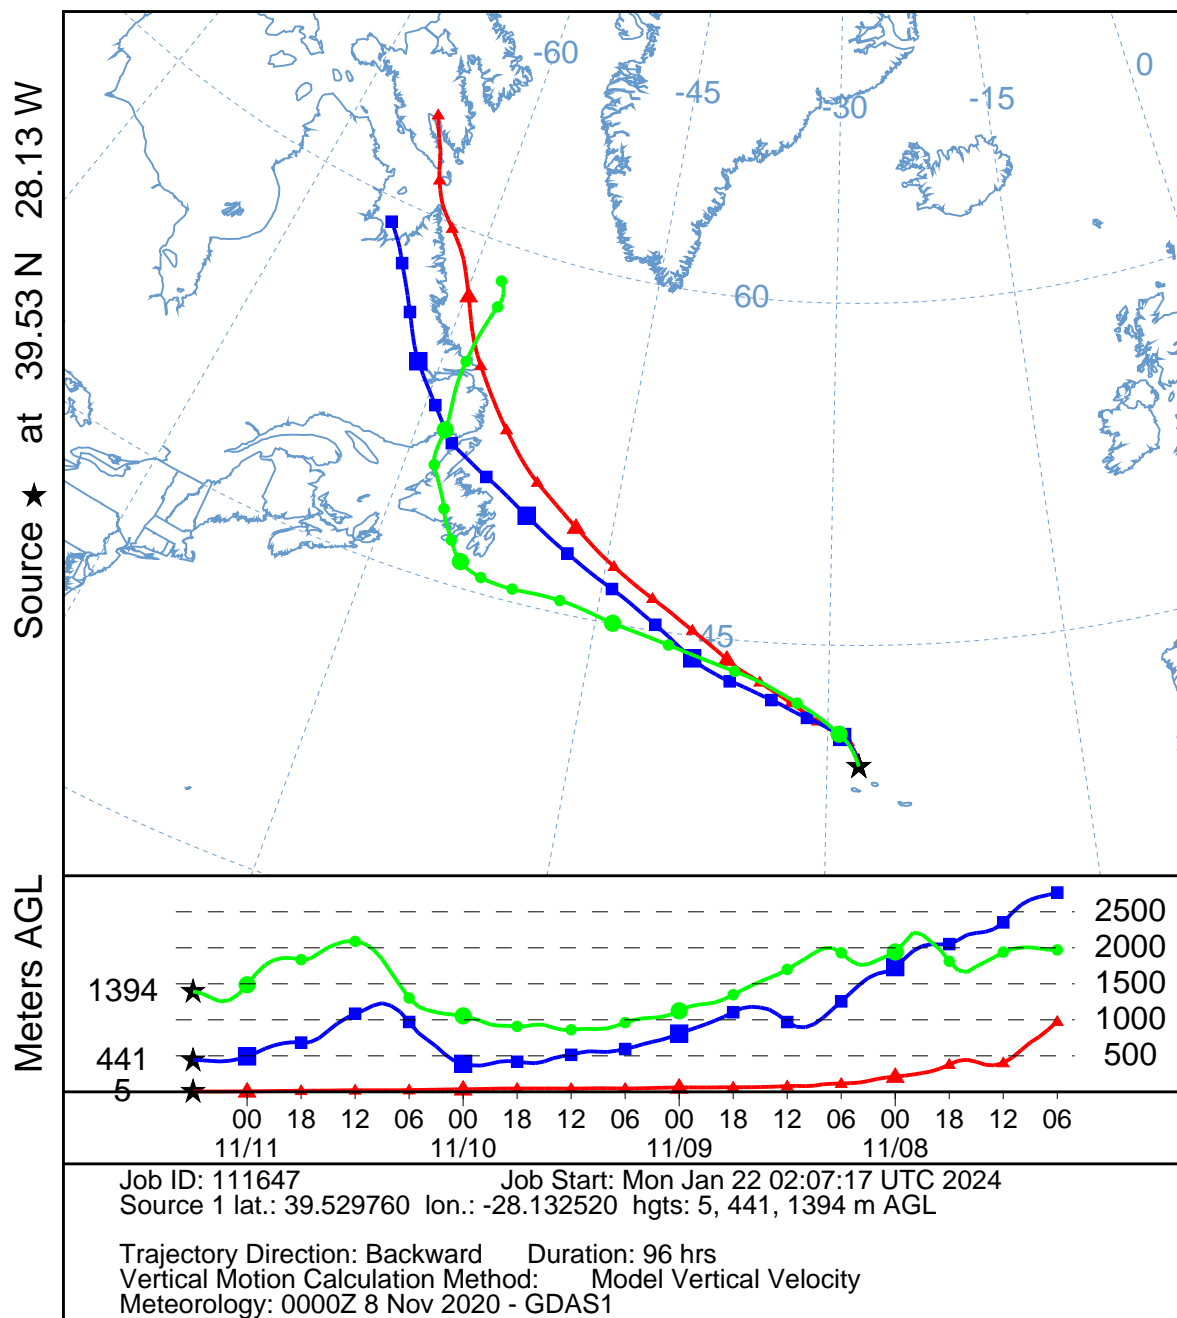 Source ★ at 39.53 N 28.13 W
-60
-45
-30
-15
0
60
45
Meters AGL
1394
441
5
2500
2000
1500
1000
500
00 18 12 06 00 18 12 06 00 18 12 06 00 18 12 06
11/11 11/10 11/09 11/08
Job ID: 111647 Job Start: Mon Jan 22 02:07:17 UTC 2024
Source 1 lat.: 39.529760 lon.: -28.132520 hgts: 5, 441, 1394 m AGL
Trajectory Direction: Backward Duration: 96 hrs
Vertical Motion Calculation Method: Model Vertical Velocity
Meteorology: 0000Z 8 Nov 2020 - GDAS1